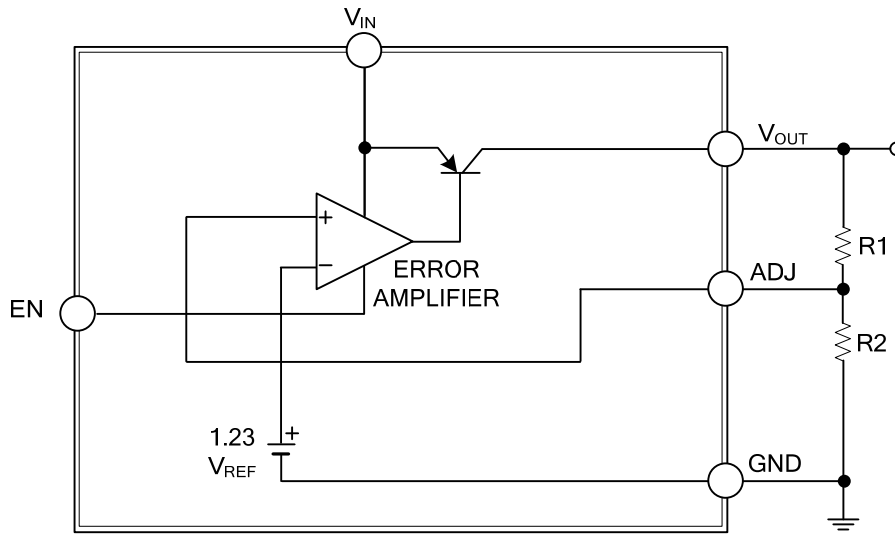 VIN
VOUT
+
−
R1
ERROR
AMPLIFIER
ADJ
EN
R2
1.23
+
VREF
GND